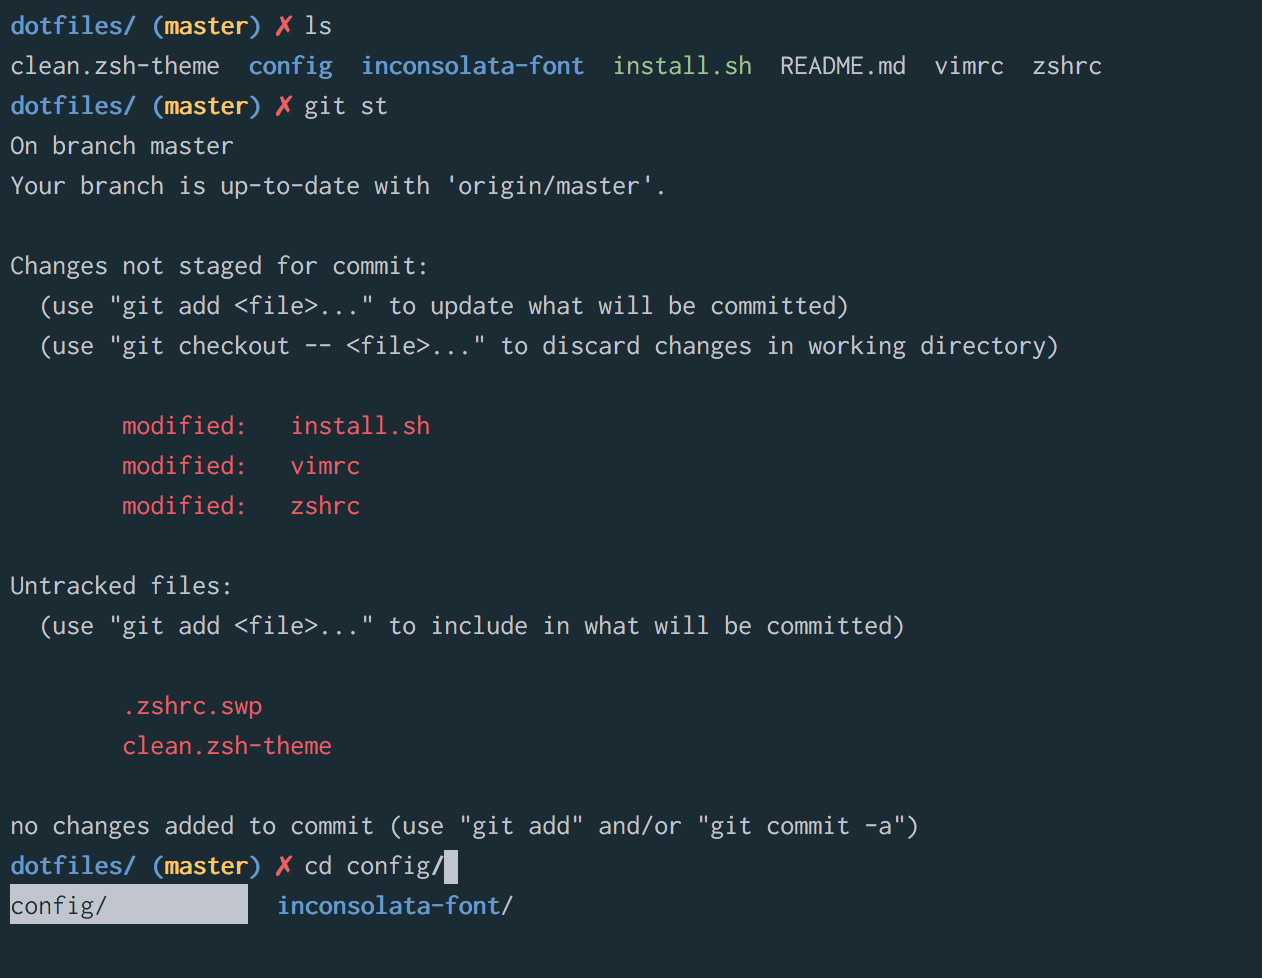 dotfiles/ (master) ✗ ls
clean.zsh-theme  config  inconsolata-font  install.sh  README.md  vimrc  zshrc
dotfiles/ (master) ✗ git st
On branch master
Your branch is up-to-date with 'origin/master'.
Changes not staged for commit:
  (use "git add <file>..." to update what will be committed)
  (use "git checkout -- <file>..." to discard changes in working directory)
        modified:   install.sh
        modified:   vimrc
        modified:   zshrc
Untracked files:
  (use "git add <file>..." to include in what will be committed)
        .zshrc.swp
        clean.zsh-theme
no changes added to commit (use "git add" and/or "git commit -a")
dotfiles/ (master) ✗ cd config/
config/            inconsolata-font/